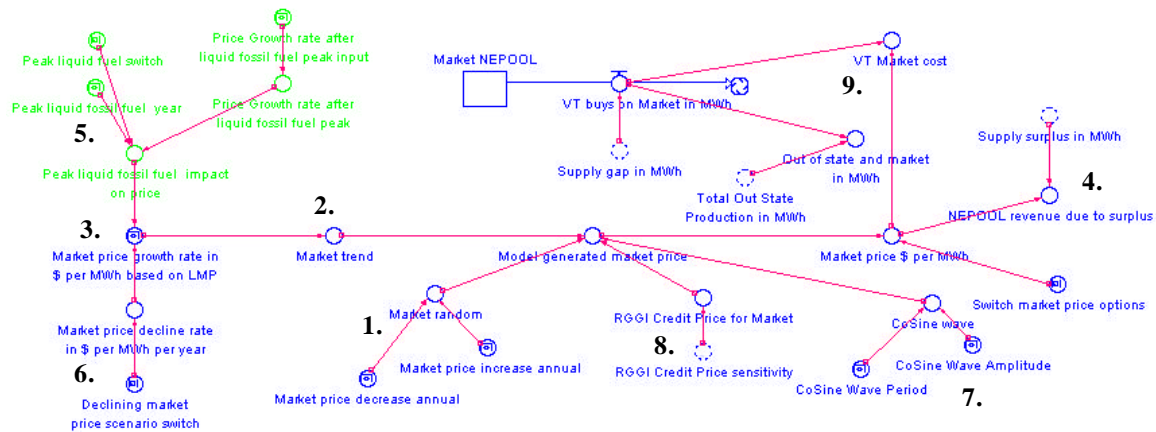 Peak liquid fuel switch
Price Growth rate after
liquid fossil fuel peak input
Peak liquid fossil fuel  year
5.
Price Growth rate after
liquid fossil fuel peak
Peak liquid fossil fuel  impact
on price
Market NEPOOL
VT buys on Market in MWh
VT Market cost
9.
Supply gap in MWh
Out of state and market
in MWh
Total Out State
Production in MWh
Supply surplus in MWh
4.
NEPOOL revenue due to surplus
3.
2.
Market price growth rate in
$ per MWh based on LMP
Market trend
Model generated market price
Market price $ per MWh
Switch market price options
Market price decline rate
in $ per MWh per year
6.
Declining market
price scenario switch
1.
Market random
Market price increase annual
Market price decrease annual
RGGI Credit Price for Market
8.
RGGI Credit Price sensitivity
CoSine wave
CoSine Wave Amplitude
CoSine Wave Period
7.